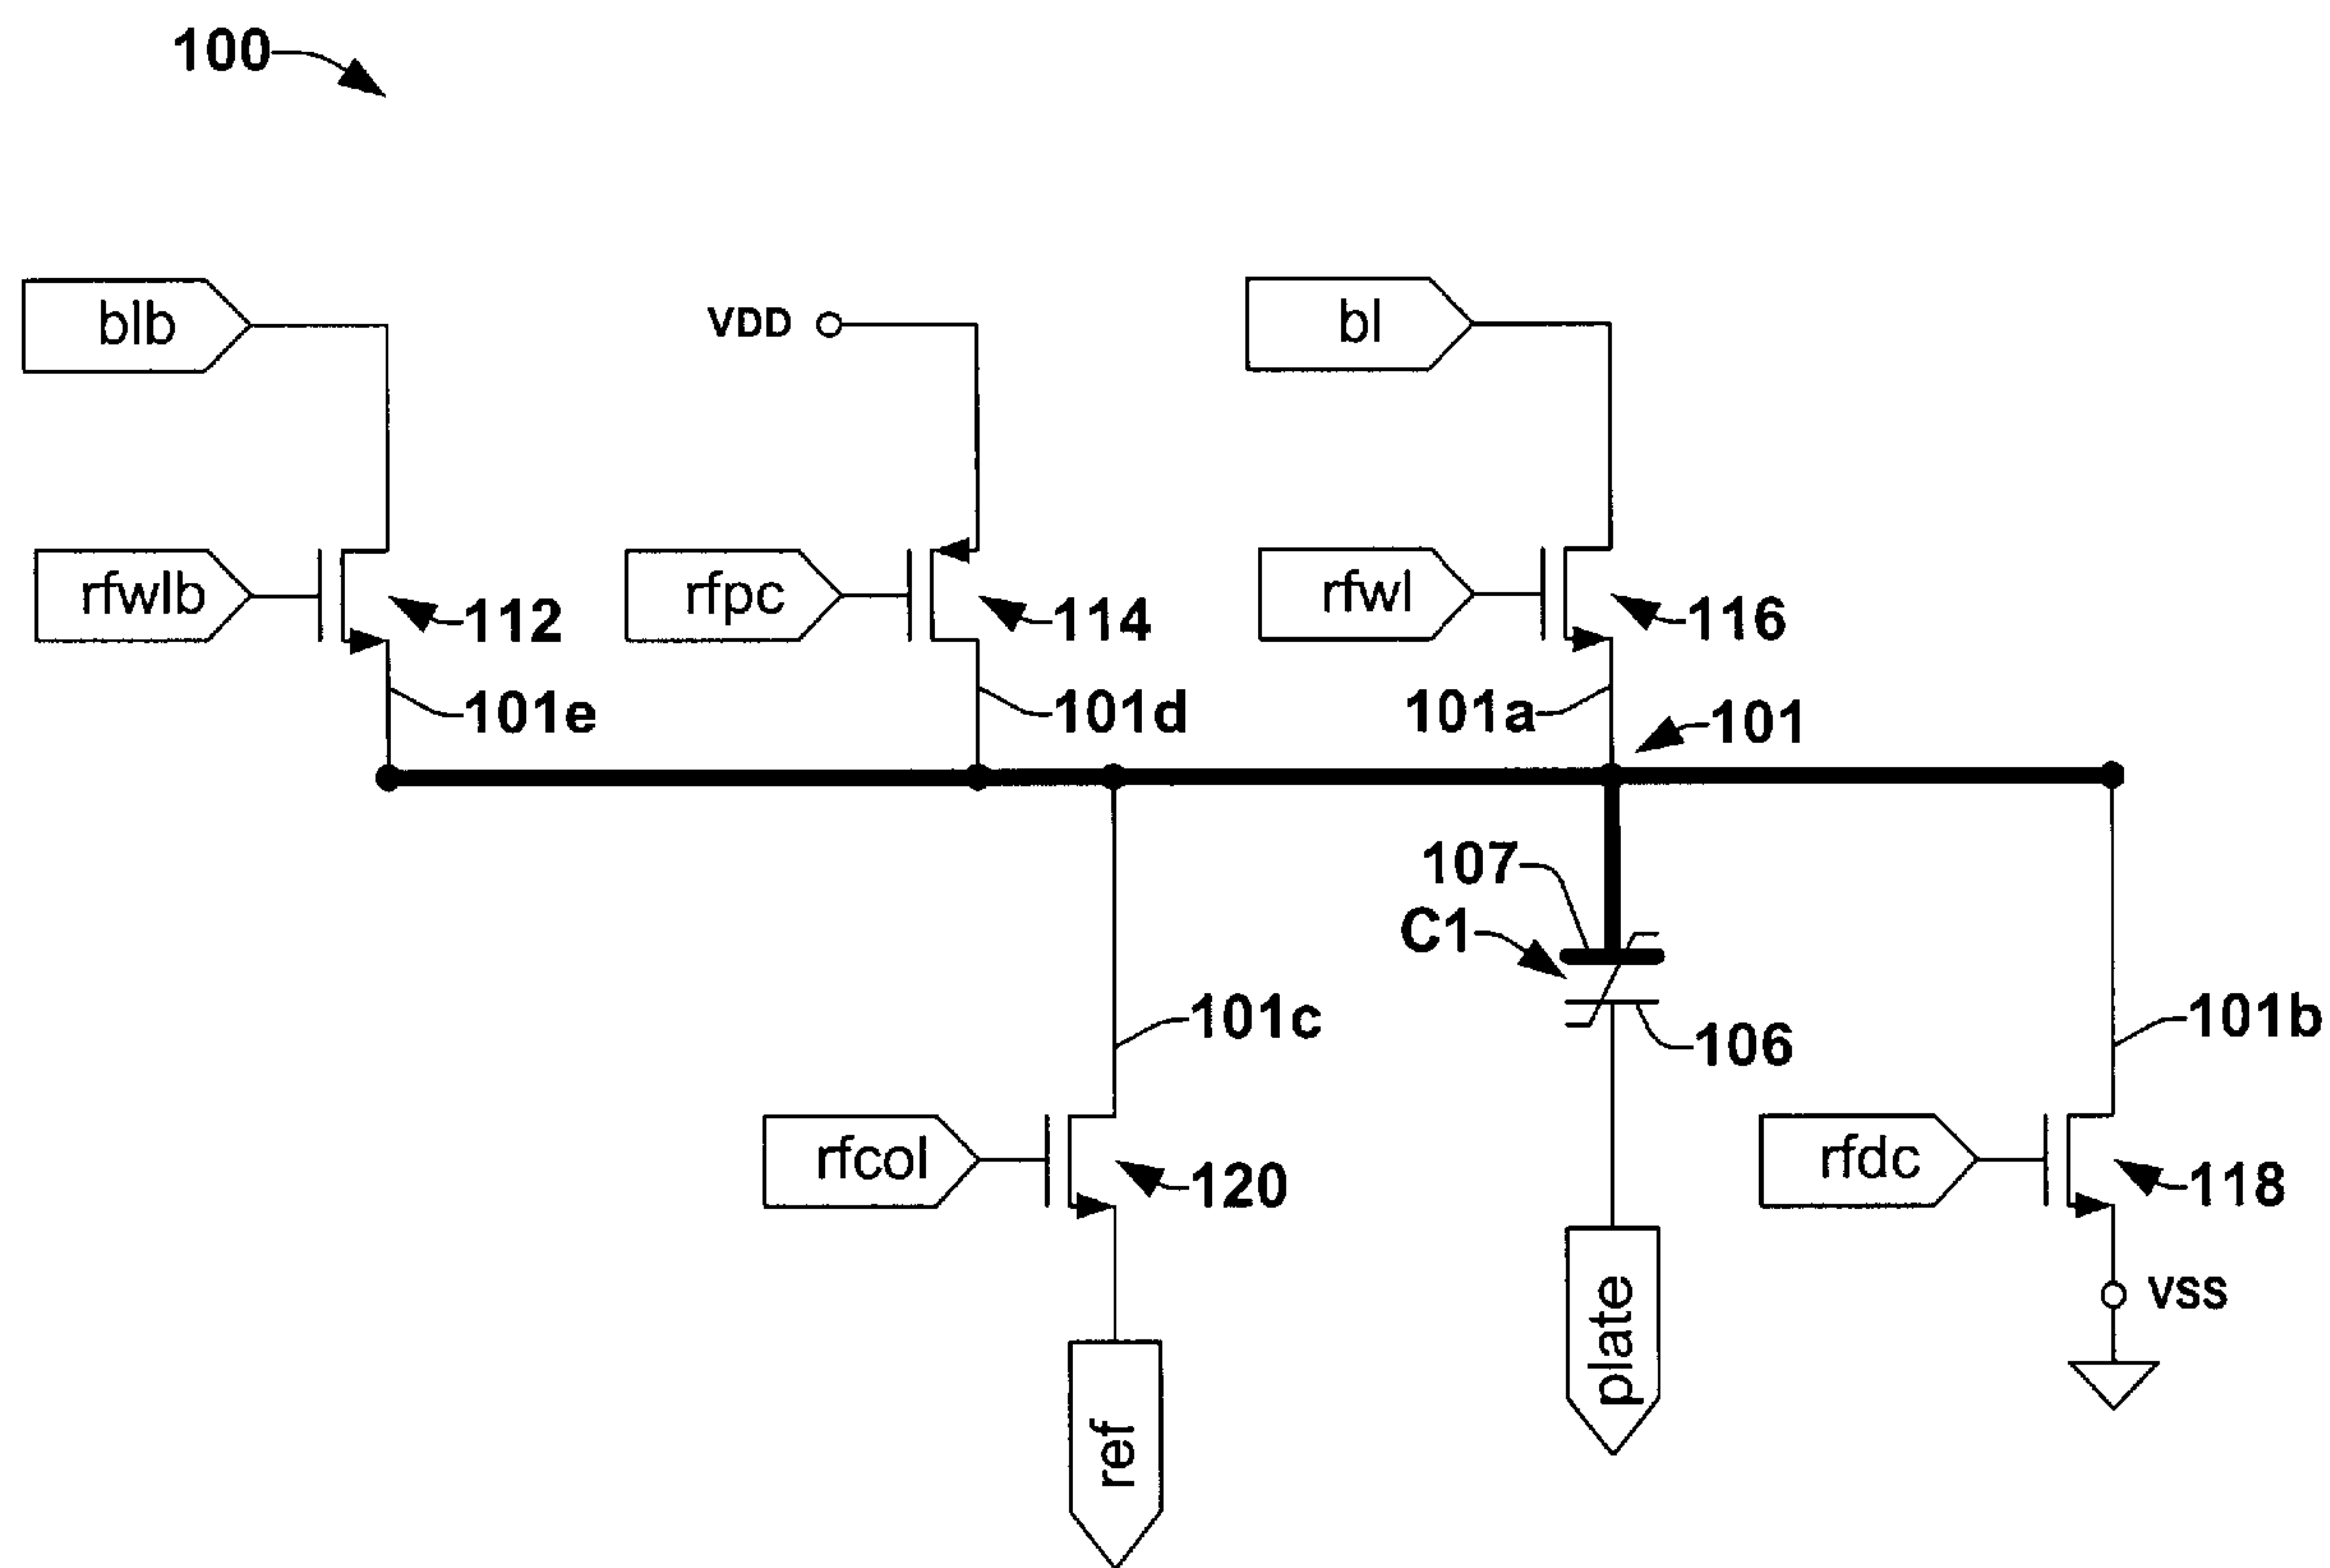 100
blb
VDD
bl
rfwlb
112
rfpc
114
rfwl
116
101e
101d
101a
101
107
C1
101c
106
101b
rfcol
120
rfdc
118
plate
VSS
ref